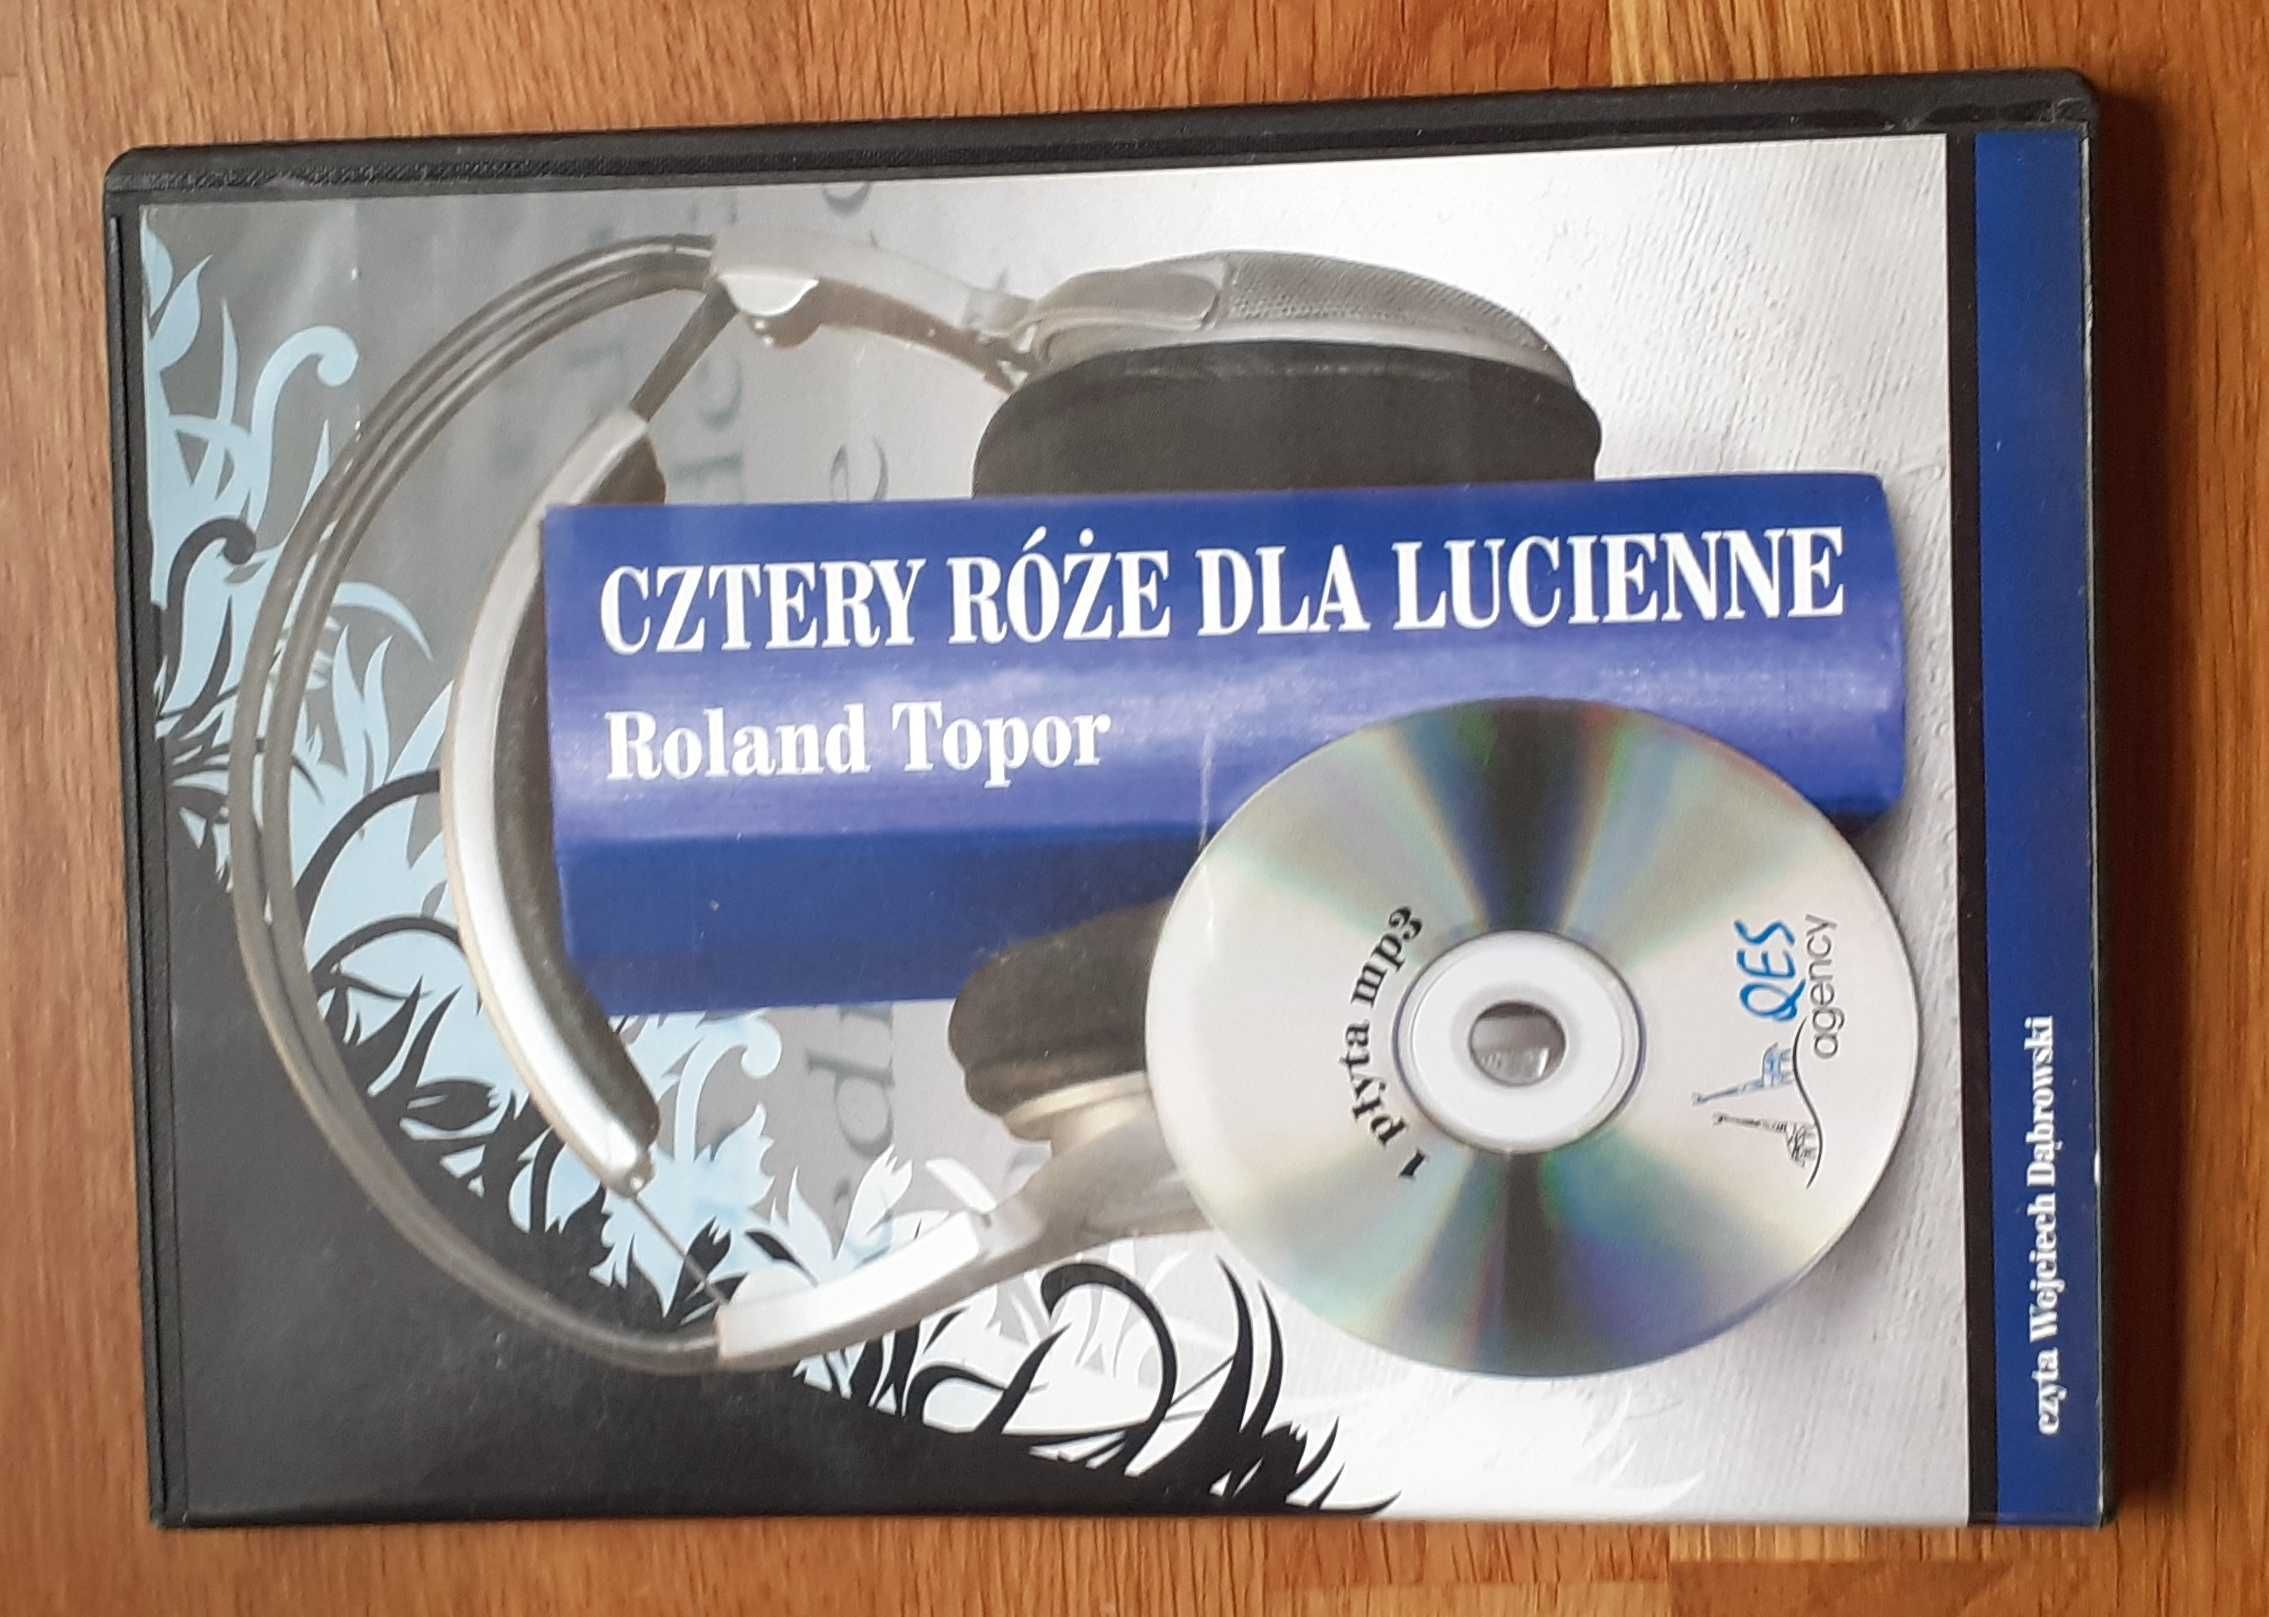 CZTERY RÓŻE DLA LUCIENNE
Roland Topor
1 płyta mp3
QES
agency
czyta Wojciech Dąbrowski